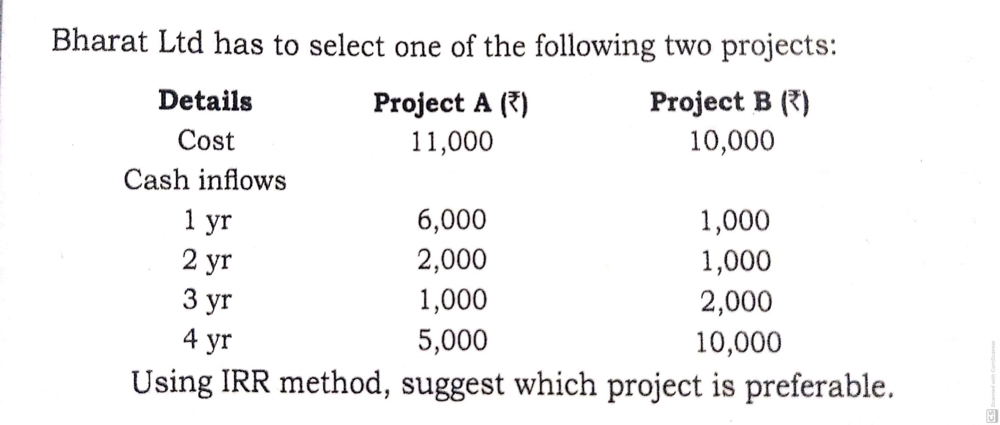 Bharat Ltd has to select one of the following two projects:
Details Project A (₹) Project B (₹)
Cost 11,000 10,000
Cash inflows
1 yr 6,000 1,000
2 yr 2,000 1,000
3 yr 1,000 2,000
4 yr 5,000 10,000
Using IRR method, suggest which project is preferable.
CS Scanned with CamScanner